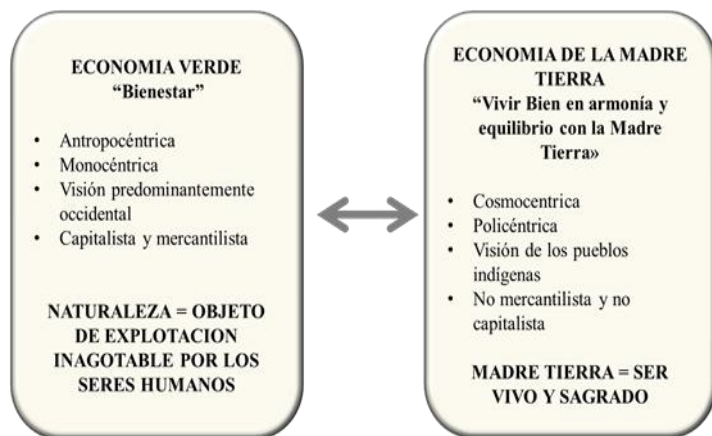 ECONOMIA VERDE
“Bienestar”
• Antropocéntrica
• Monocéntrica
• Visión predominantemente
occidental
• Capitalista y mercantilista
NATURALEZA = OBJETO
DE EXPLOTACION
INAGOTABLE POR LOS
SERES HUMANOS
ECONOMIA DE LA MADRE
TIERRA
“Vivir Bien en armonía y
equilibrio con la Madre
Tierra»
• Cosmocentrica
• Policéntrica
• Visión de los pueblos
indígenas
• No mercantilista y no
capitalista
MADRE TIERRA = SER
VIVO Y SAGRADO